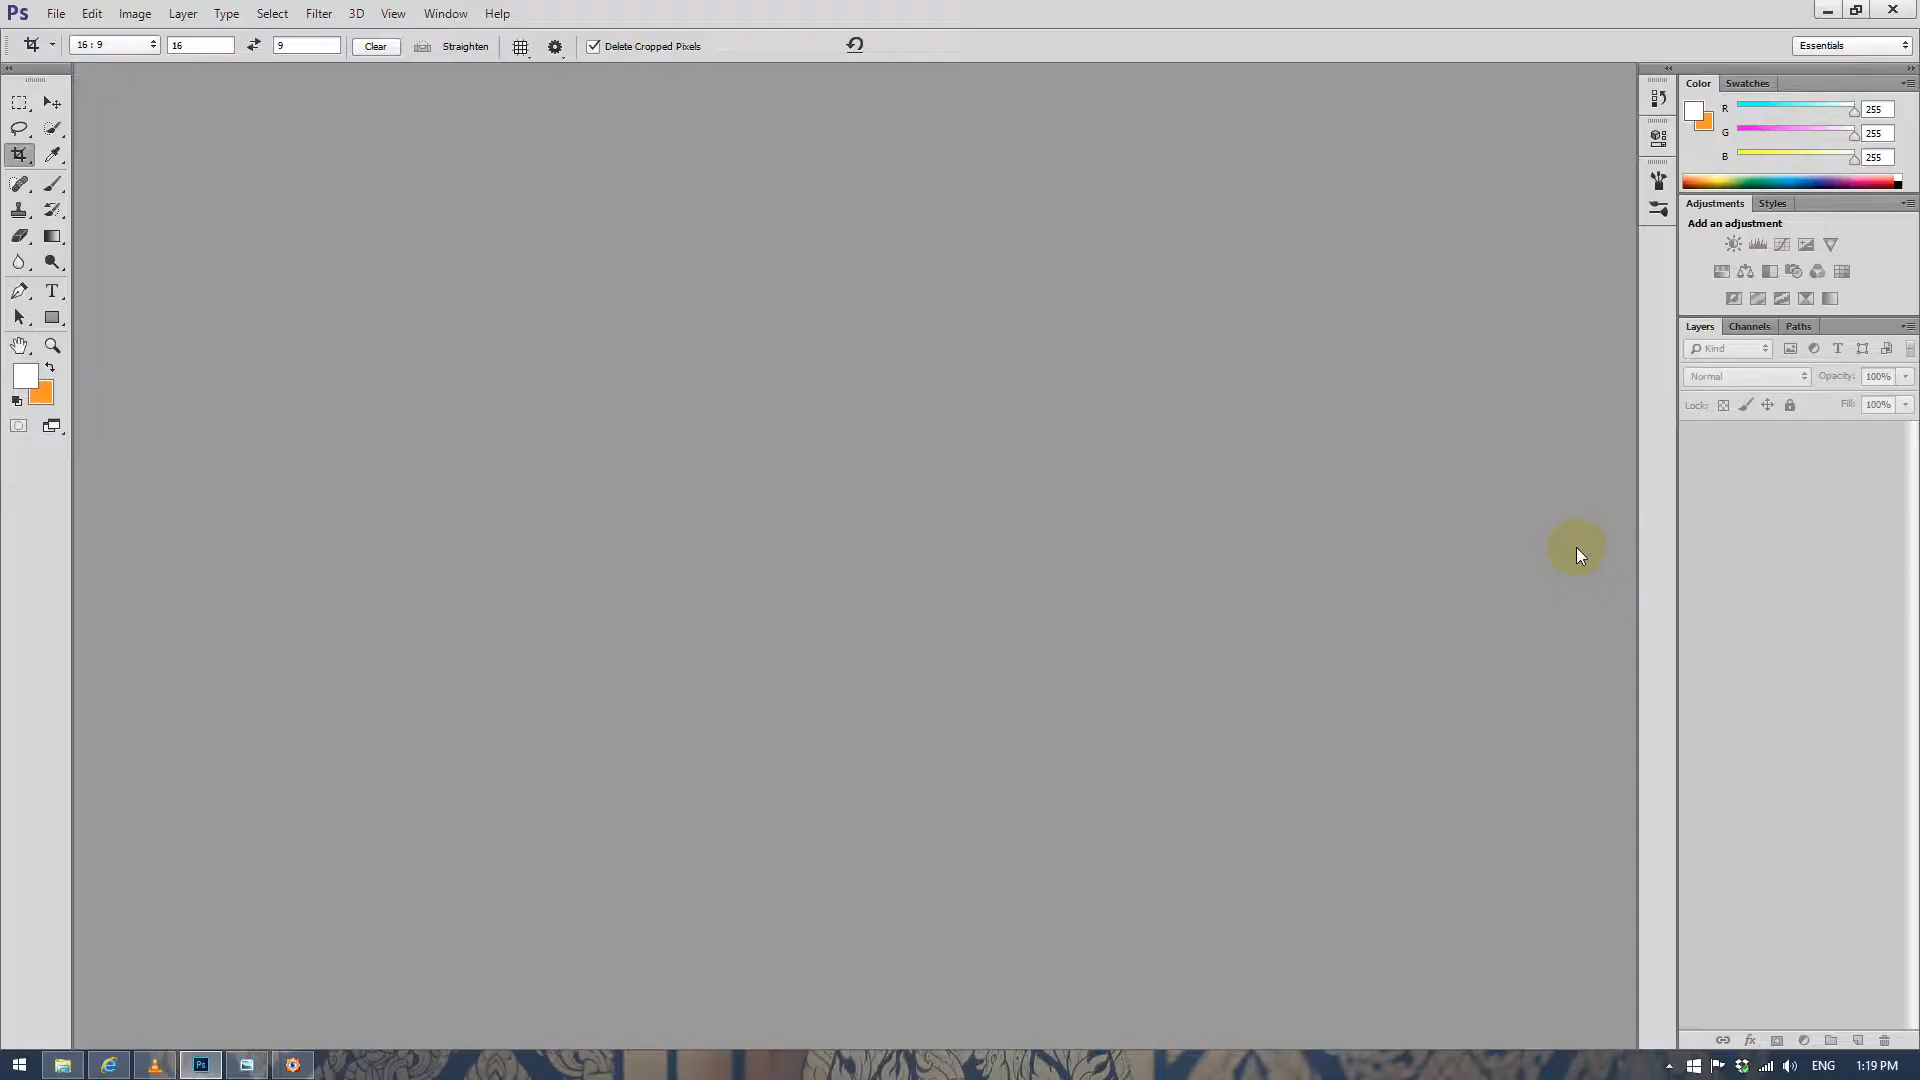 Ps File Edit Image Layer Type Select Filter 3D View Window Help
16 : 9 16 9 Clear Straighten Delete Cropped Pixels Essentials
Color Swatches
R 255
G 255
B 255
Adjustments Styles
Add an adjustment
Layers Channels Paths
Kind
Normal Opacity: 100%
Lock: Fill: 100%
Ps ENG 1:19 PM